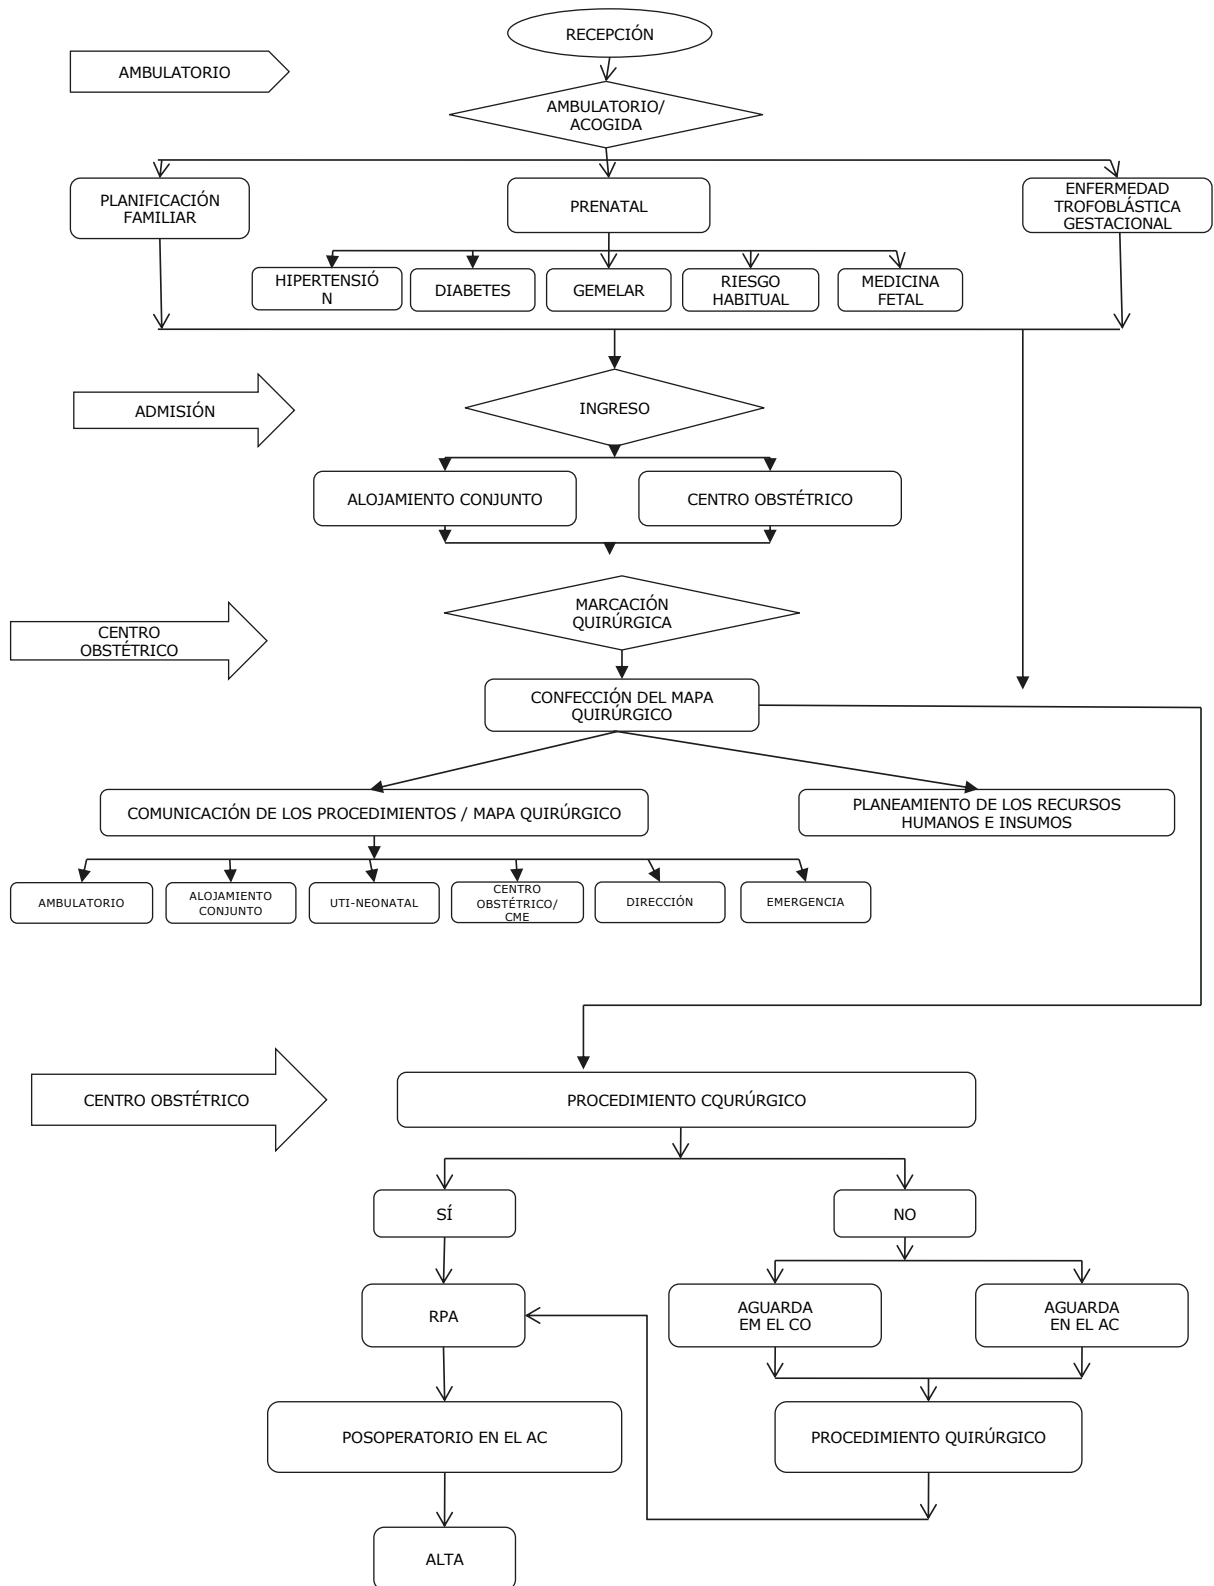 RECEPCIÓN
AMBULATORIO
AMBULATORIO/
ACOGIDA
PLANIFICACIÓN
FAMILIAR
PRENATAL
ENFERMEDAD
TROFOBLÁSTICA
GESTACIONAL
HIPERTENSIÓ
N
DIABETES
GEMELAR
RIESGO
HABITUAL
MEDICINA
FETAL
ADMISIÓN
INGRESO
ALOJAMIENTO CONJUNTO
CENTRO OBSTÉTRICO
MARCACIÓN
QUIRÚRGICA
CENTRO
OBSTÉTRICO
CONFECCIÓN DEL MAPA
QUIRÚRGICO
COMUNICACIÓN DE LOS PROCEDIMIENTOS / MAPA QUIRÚRGICO
PLANEAMIENTO DE LOS RECURSOS
HUMANOS E INSUMOS
AMBULATORIO
ALOJAMIENTO
CONJUNTO
UTI-NEONATAL
CENTRO
OBSTÉTRICO/
CME
DIRECCIÓN
EMERGENCIA
CENTRO OBSTÉTRICO
PROCEDIMIENTO CQURÚRGICO
SÍ
NO
RPA
AGUARDA
EM EL CO
AGUARDA
EN EL AC
POSOPERATORIO EN EL AC
PROCEDIMIENTO QUIRÚRGICO
ALTA